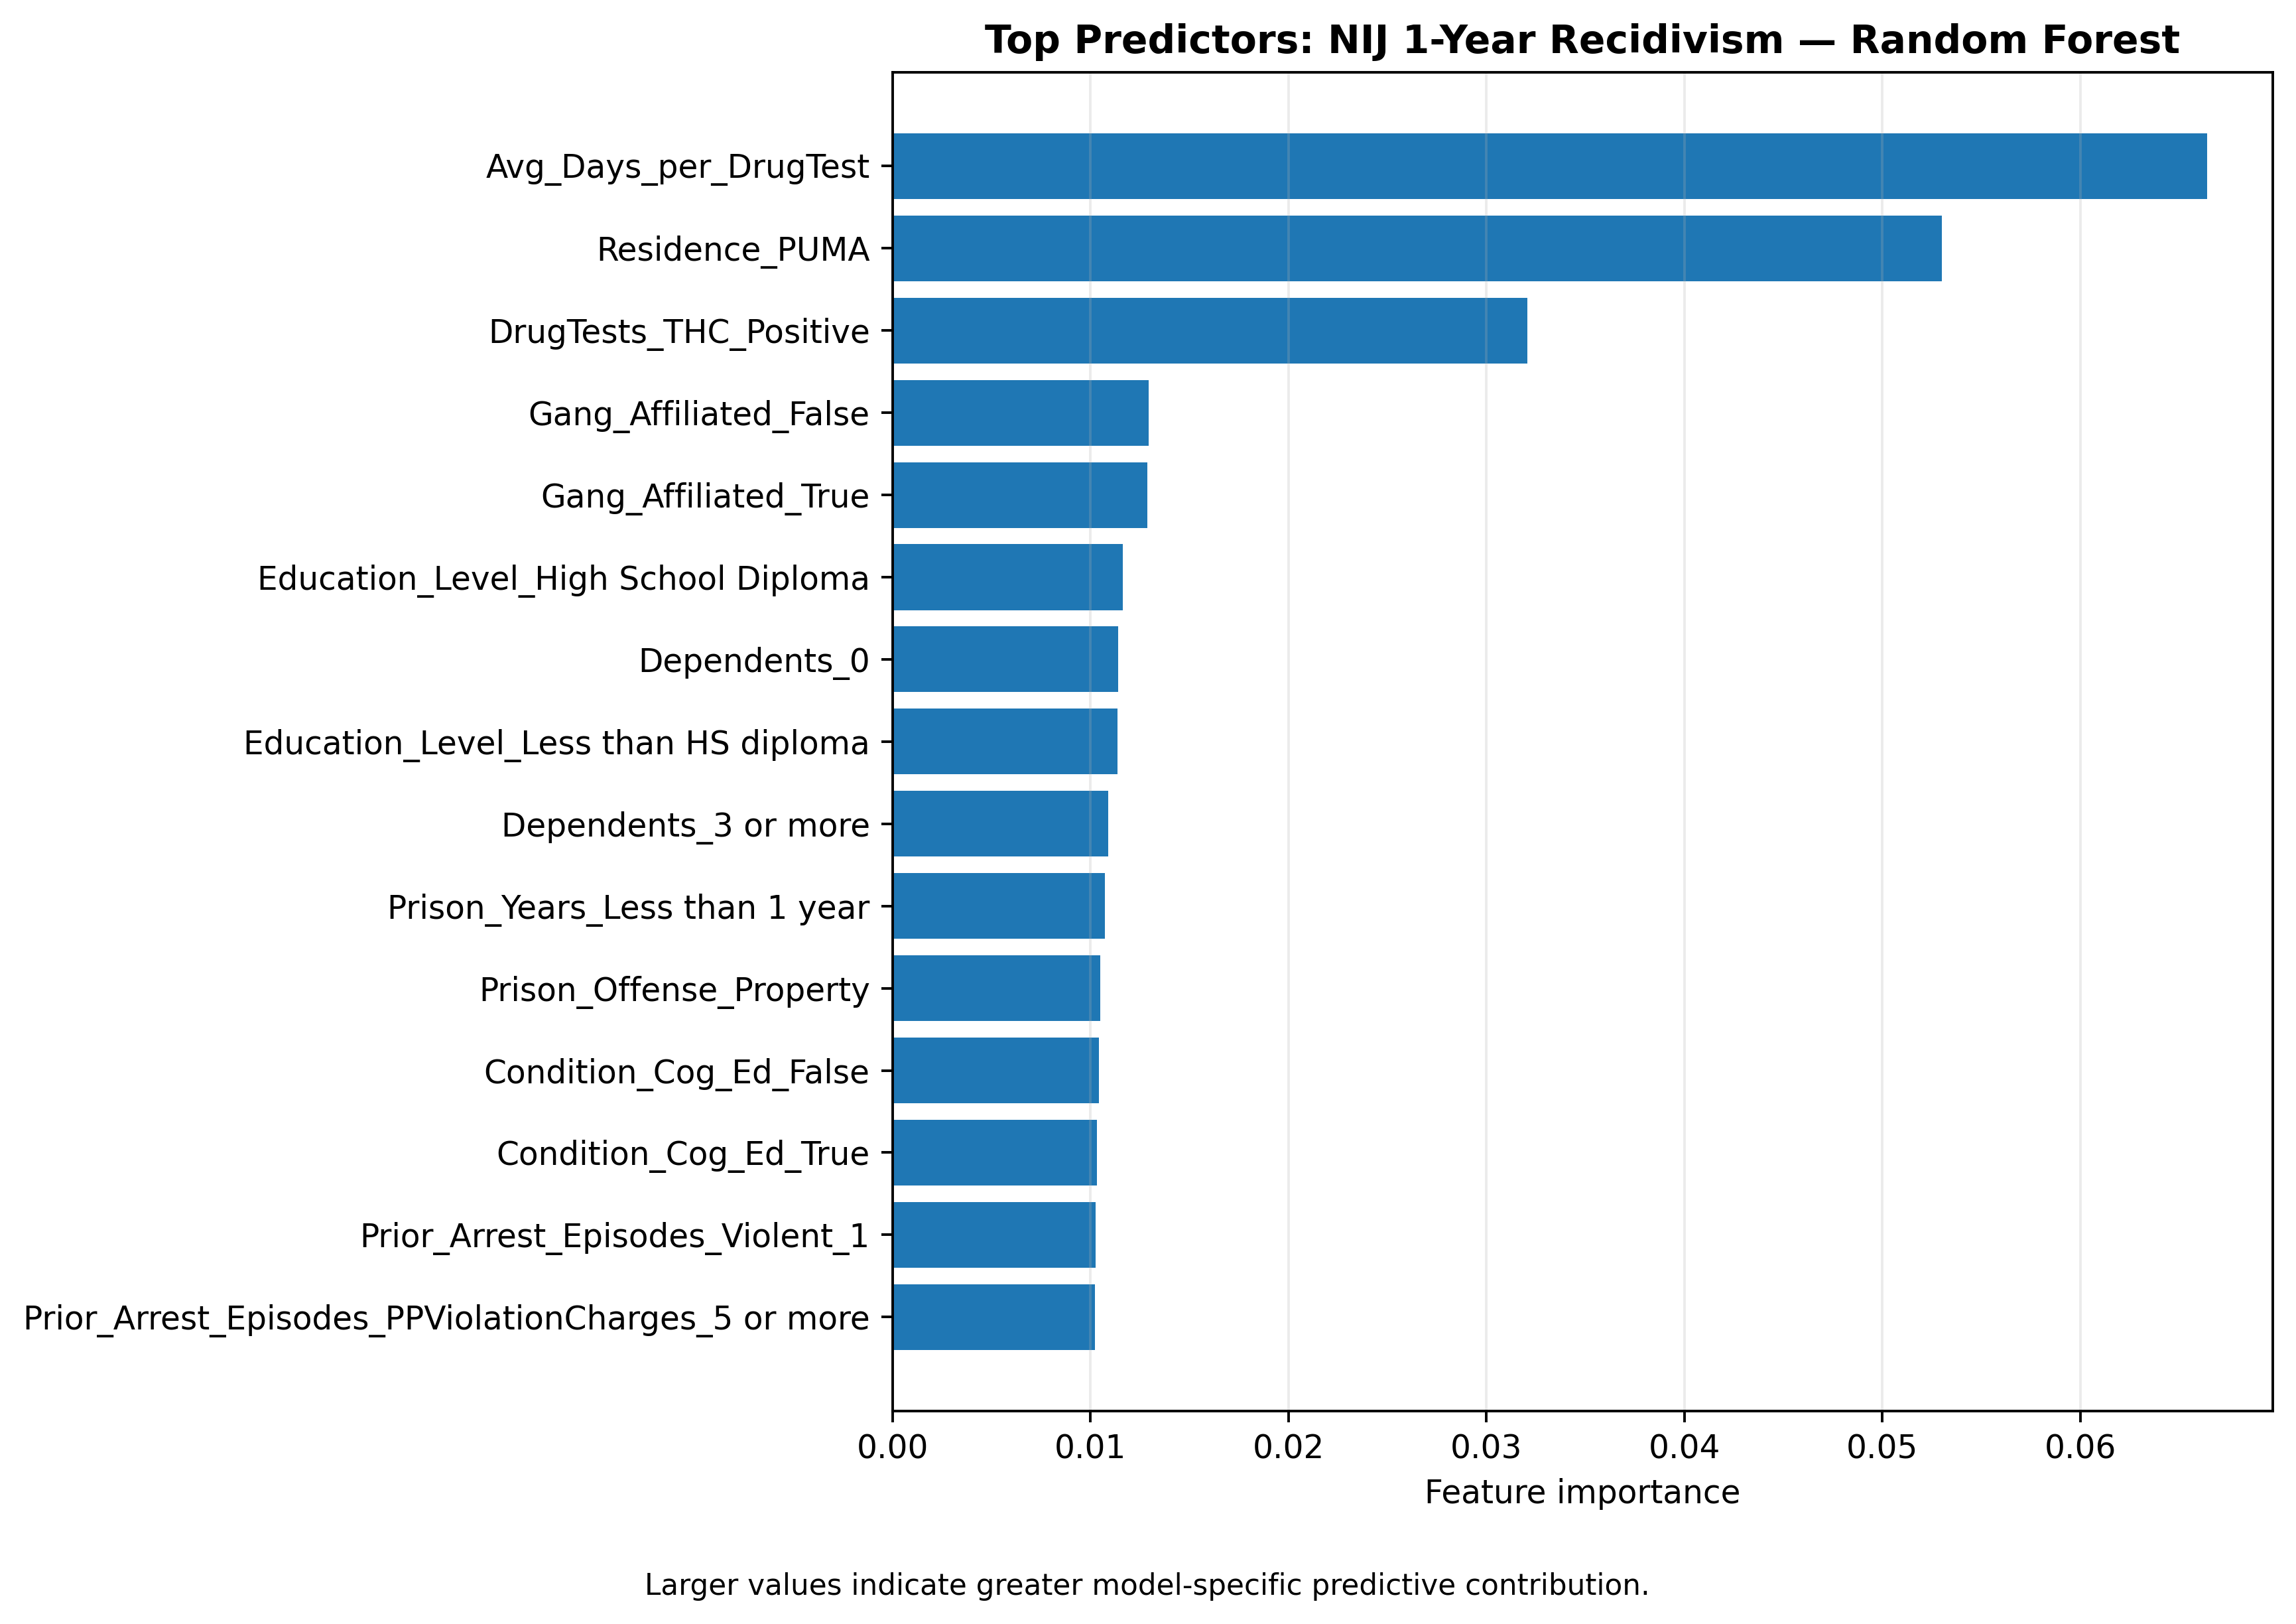 Top Predictors: NIJ 1-Year Recidivism — Random Forest
Avg_Days_per_DrugTest
Residence_PUMA
DrugTests_THC_Positive
Gang_Affiliated_False
Gang_Affiliated_True
Education_Level_High School Diploma
Dependents_0
Education_Level_Less than HS diploma
Dependents_3 or more
Prison_Years_Less than 1 year
Prison_Offense_Property
Condition_Cog_Ed_False
Condition_Cog_Ed_True
Prior_Arrest_Episodes_Violent_1
Prior_Arrest_Episodes_PPViolationCharges_5 or more
0.00 0.01 0.02 0.03 0.04 0.05 0.06
Feature importance
Larger values indicate greater model-specific predictive contribution.